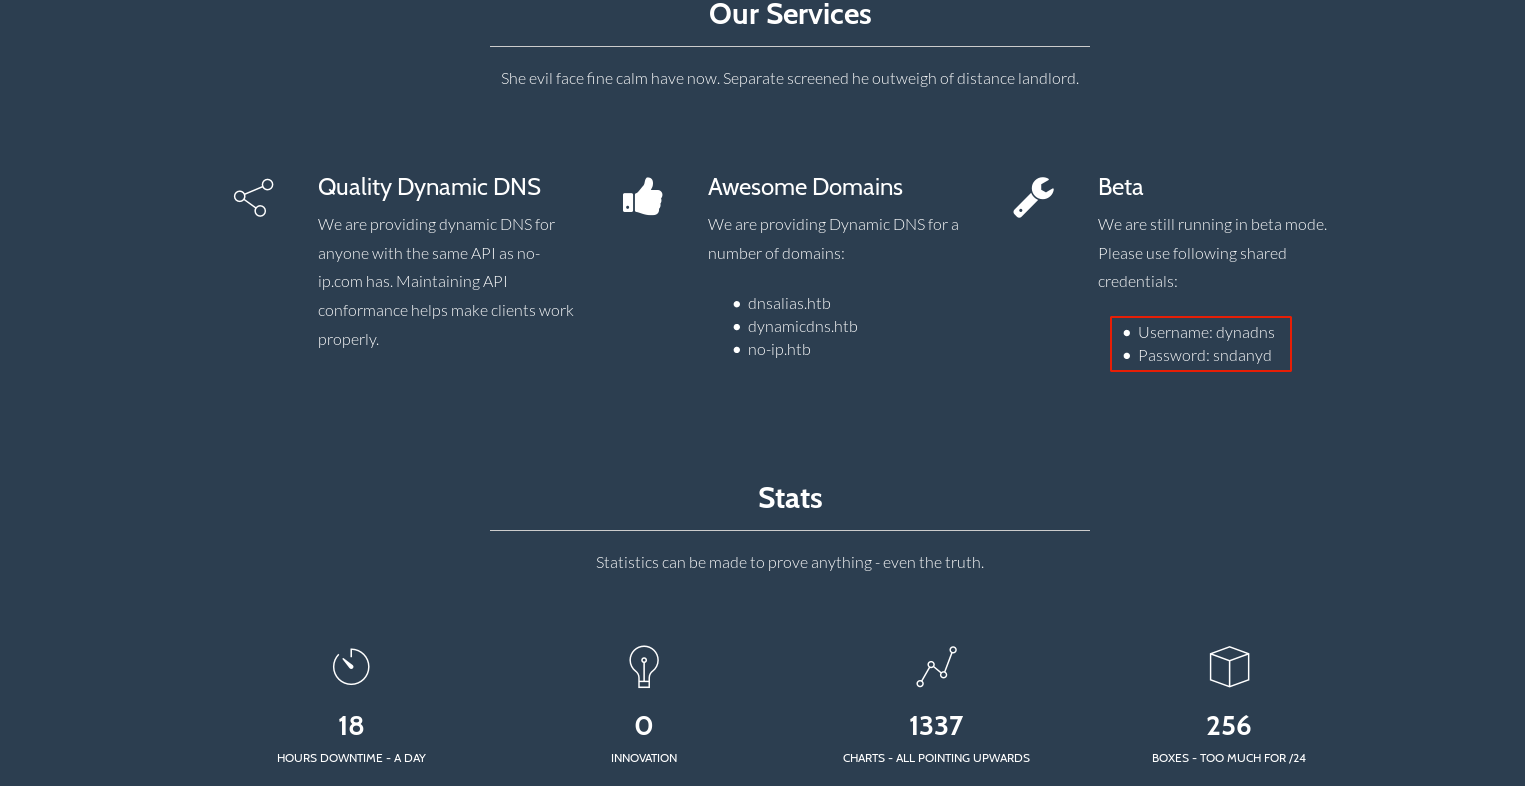 Our Services
She evil face fine calm have now. Separate screened he outweigh of distance landlord.
Quality Dynamic DNS
We are providing dynamic DNS for
anyone with the same API as no-
ip.com has. Maintaining API
conformance helps make clients work
properly.
Awesome Domains
We are providing Dynamic DNS for a
number of domains:
• dnsalias.htb
• dynamicdns.htb
• no-ip.htb
Beta
We are still running in beta mode.
Please use following shared
credentials:
• Username: dynadns
• Password: sndanyd
Stats
Statistics can be made to prove anything - even the truth.
18
HOURS DOWNTIME - A DAY
0
INNOVATION
1337
CHARTS - ALL POINTING UPWARDS
256
BOXES - TOO MUCH FOR /24